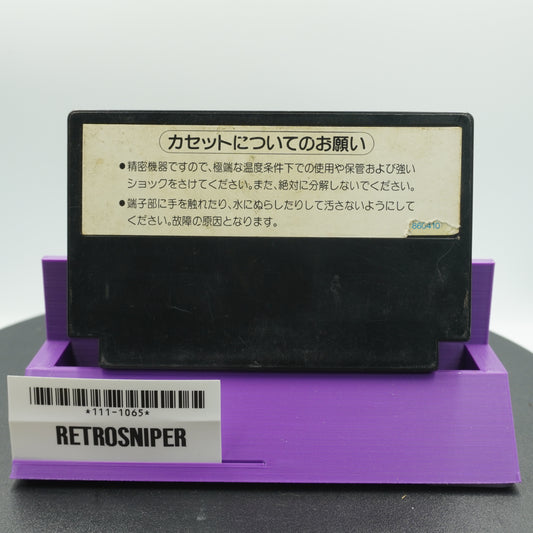 カセットについてのお願い
●精密機器ですので、極端な温度条件下での使用や保管および強い
ショックをさけてください。また、絶対に分解しないでください。
●端子部に手を触れたり、水にぬらしたりして汚さないようにして
ください。故障の原因となります。
860410
*111-1065*
RETROSNIPER